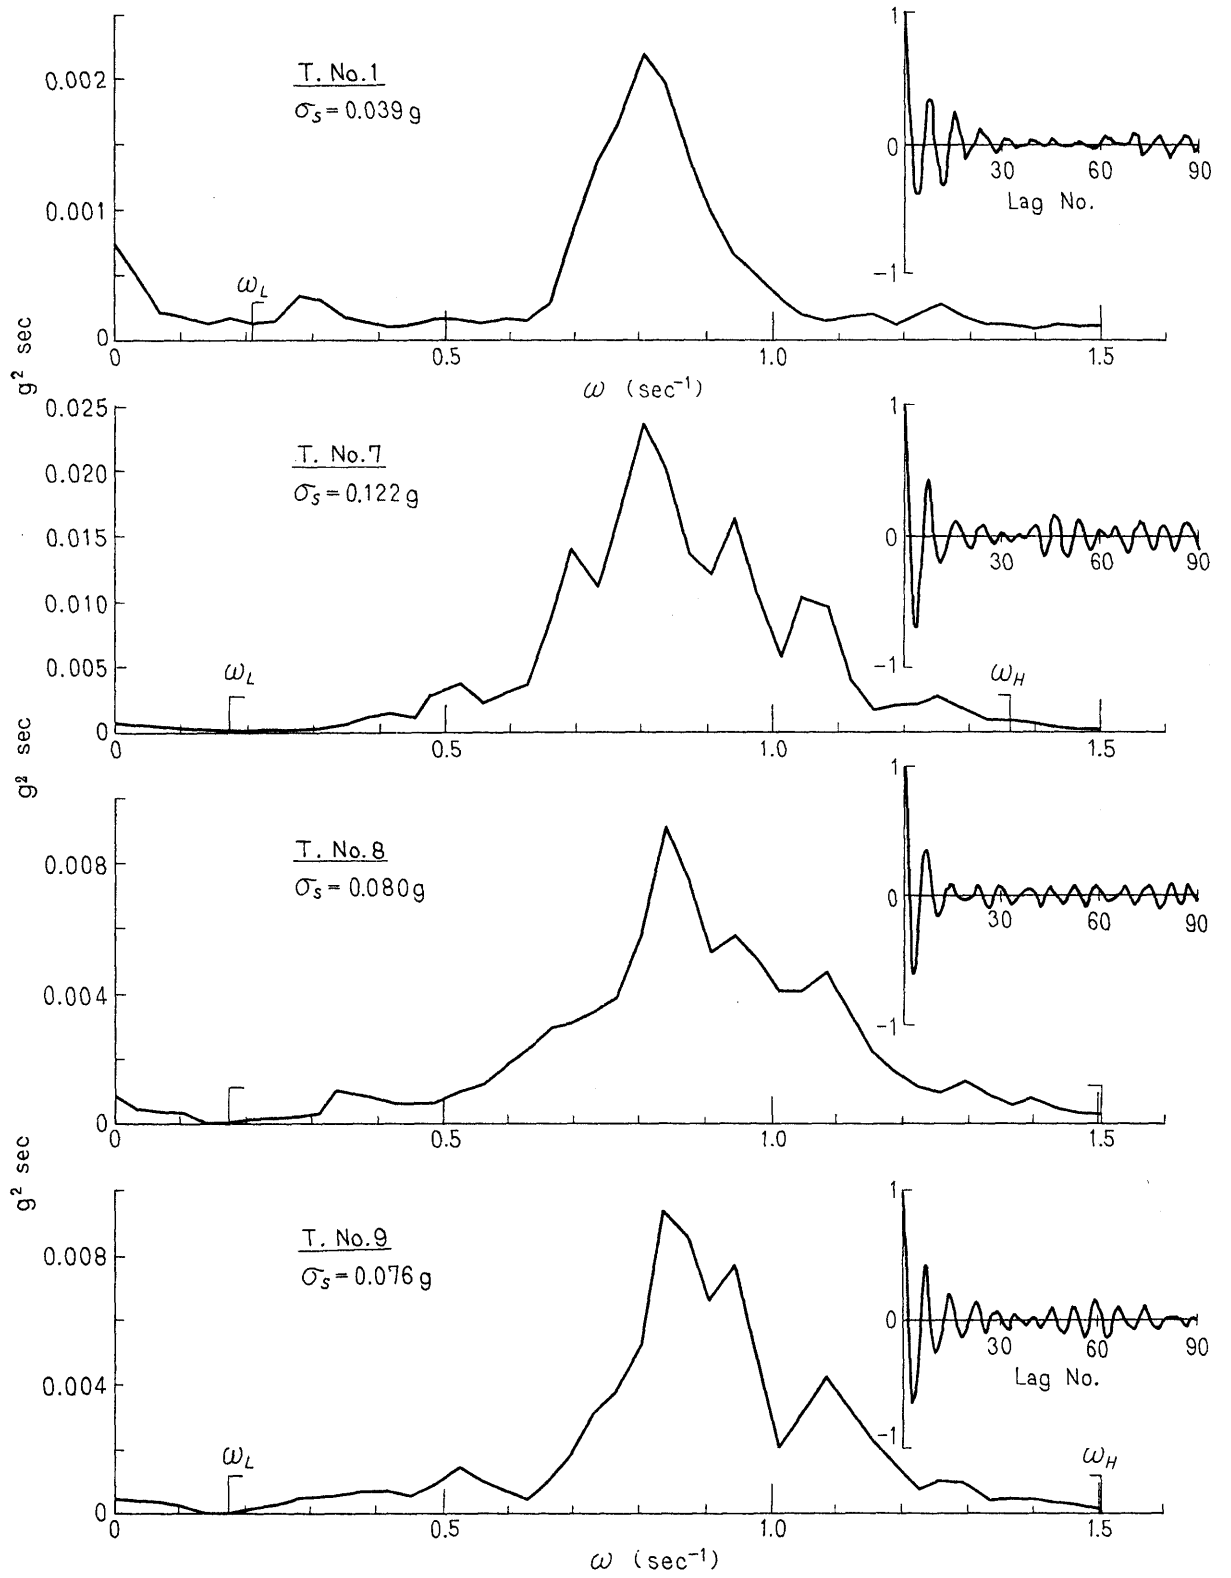 T. No.1
σs = 0.039 g
0.002
0.001
0
g² sec
ωL
0 0.5 1.0 1.5
ω (sec⁻¹)
1
0
-1
30 60 90
Lag No.
T. No.7
σs = 0.122 g
0.025
0.020
0.015
0.010
0.005
0
g² sec
ωL
ωH
0 0.5 1.0 1.5
1
0
-1
30 60 90
T. No.8
σs = 0.080 g
0.008
0.004
0
g² sec
0 0.5 1.0 1.5
1
0
-1
30 60 90
T. No.9
σs = 0.076 g
0.008
0.004
0
ωL
ωH
0 0.5 1.0 1.5
ω (sec⁻¹)
1
0
-1
30 60 90
Lag No.